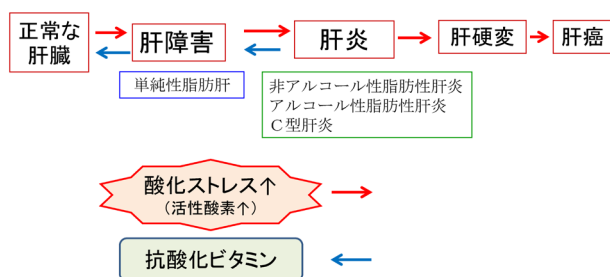 正常な
肝臓
肝障害
肝炎
肝硬変
肝癌
単純性脂肪肝
非アルコール性脂肪性肝炎
アルコール性脂肪性肝炎
C型肝炎
酸化ストレス↑
(活性酸素↑)
抗酸化ビタミン